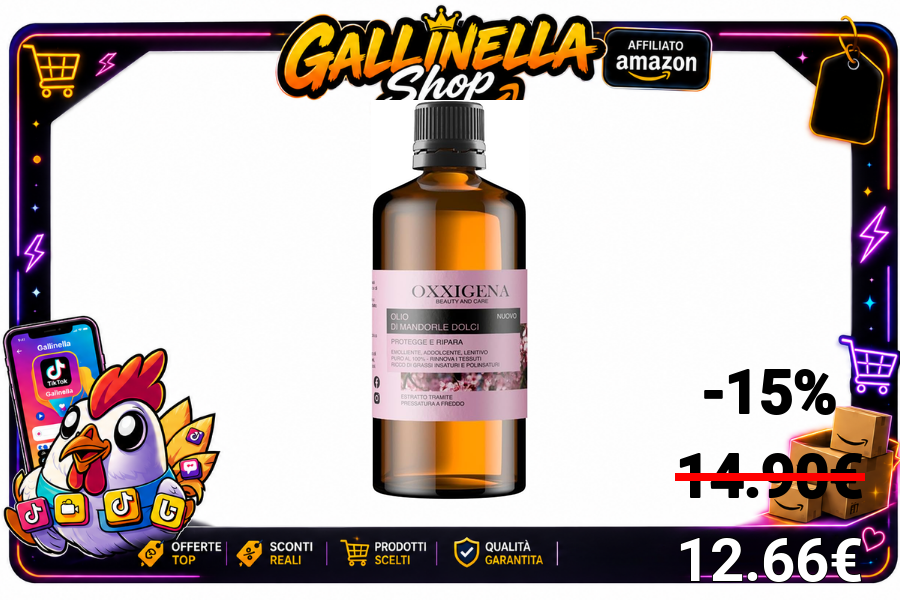 GALLINELLA
Shop
AFFILIATO
amazon
OXXIGENA
BEAUTY AND CARE
OLIO
NUOVO
DI MANDORLE DOLCI
PROTEGGE E RIPARA
EMOLLIENTE, ADDOLCENTE, LENITIVO
PURO AL 100% - RINNOVA I TESSUTI
RICCO DI GRASSI INSATURI E POLINSATURI
ESTRATTO TRAMITE
PRESSATURA A FREDDO
Gallinella
TikTok
Gallinella
-15%
14.90€
12.66€
OFFERTE
TOP
SCONTI
REALI
PRODOTTI
SCELTI
QUALITÀ
GARANTITA